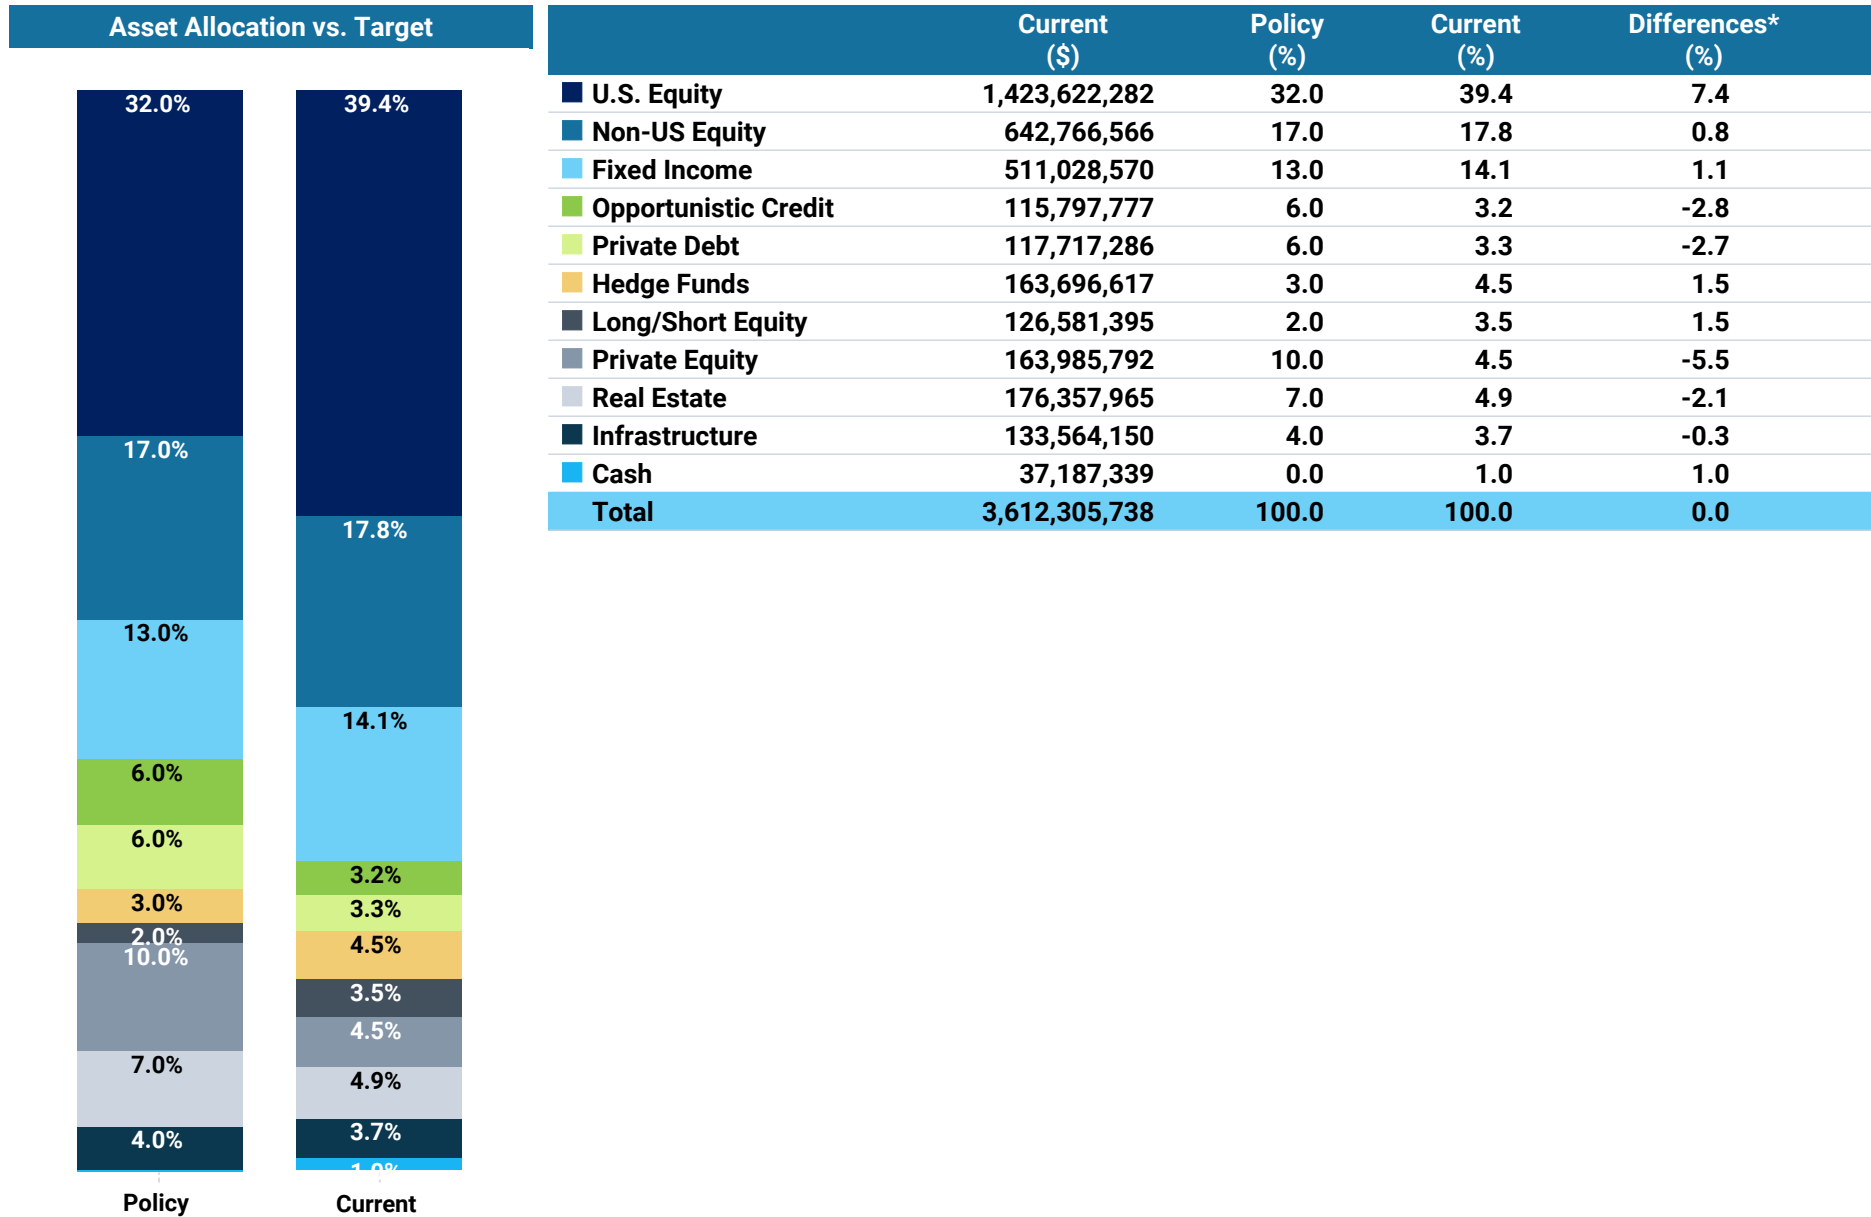 Asset Allocation vs. Target
32.0%
17.0%
13.0%
6.0%
6.0%
3.0%
2.0%
10.0%
7.0%
4.0%
Policy
39.4%
17.8%
14.1%
3.2%
3.3%
4.5%
3.5%
4.5%
4.9%
3.7%
1.0%
Current
Current Policy Current Differences*
($) (%) (%) (%)
U.S. Equity 1,423,622,282 32.0 39.4 7.4
Non-US Equity 642,766,566 17.0 17.8 0.8
Fixed Income 511,028,570 13.0 14.1 1.1
Opportunistic Credit 115,797,777 6.0 3.2 -2.8
Private Debt 117,717,286 6.0 3.3 -2.7
Hedge Funds 163,696,617 3.0 4.5 1.5
Long/Short Equity 126,581,395 2.0 3.5 1.5
Private Equity 163,985,792 10.0 4.5 -5.5
Real Estate 176,357,965 7.0 4.9 -2.1
Infrastructure 133,564,150 4.0 3.7 -0.3
Cash 37,187,339 0.0 1.0 1.0
Total 3,612,305,738 100.0 100.0 0.0